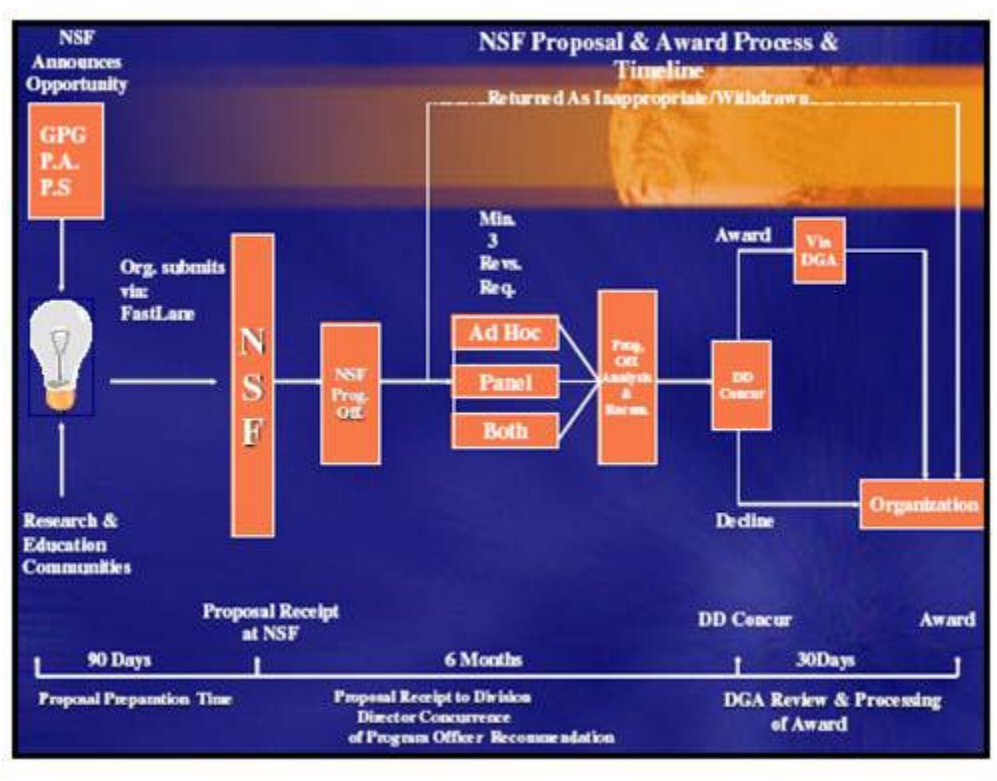 NSF
Announces
Opportunity
NSF Proposal & Award Process &
Timeline
Returned As Inappropriate/Withdrawn
GPG
P.A.
P.S
Org. submits
via:
FastLane
N
S
F
NSF
Prog.
Off.
Min.
3
Revs.
Req.
Ad Hoc
Panel
Both
Prog.
Off.
Analysis
&
Recom.
DD
Concur
Award
Via
DGA
Decline
Organization
Research &
Education
Communities
Proposal Receipt
at NSF
DD Concur
Award
90 Days
6 Months
30Days
Proposal Preparation Time
Proposal Receipt to Division
Director Concurrence
of Program Officer Recommendation
DGA Review & Processing
of Award